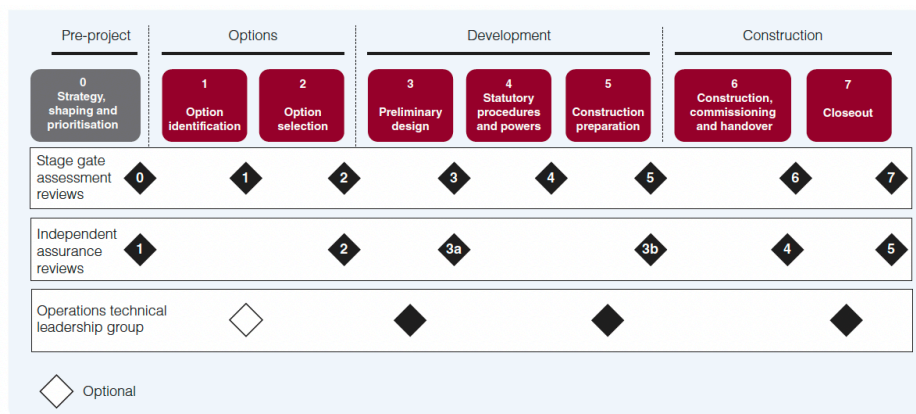 Pre-project
Options
Development
Construction
0
Strategy,
shaping and
prioritisation
1
Option
identification
2
Option
selection
3
Preliminary
design
4
Statutory
procedures
and powers
5
Construction
preparation
6
Construction,
commissioning
and handover
7
Closeout
Stage gate
assessment
reviews
0 1 2 3 4 5 6 7
Independent
assurance
reviews
1 2 3a 3b 4 5
Operations technical
leadership group
Optional